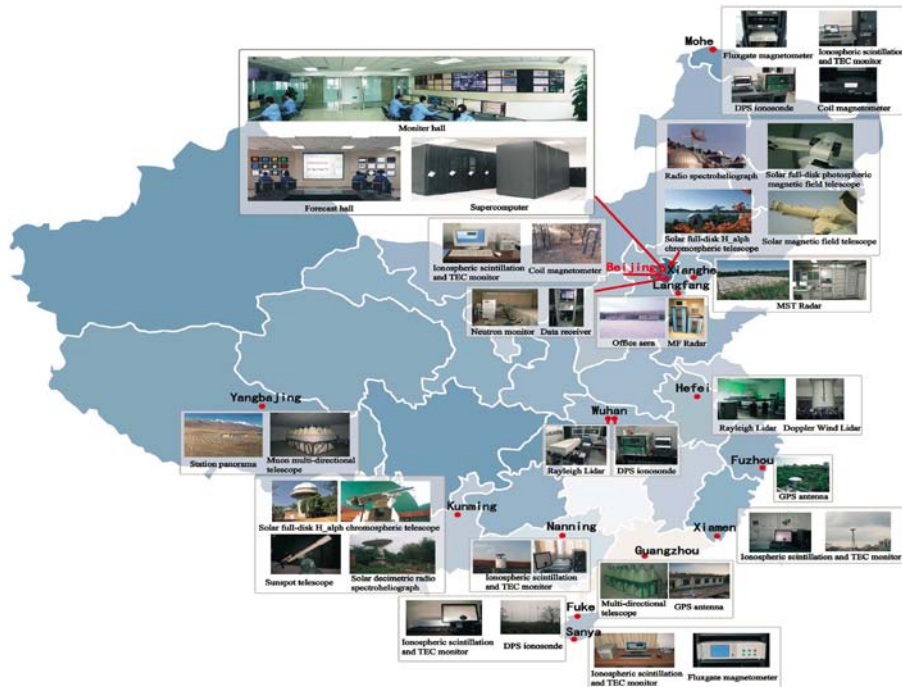 Mohe
Fluxgate magnetometer
Ionospheric scintillation
and TEC monitor
DPS ionosonde
Coil magnetometer
Moniter hall
Forecast hall
Supercomputer
Radio spectroheliograph
Solar full-disk photospheric
magnetic field telescope
Solar full-disk H_alph
chromospheric telescope
Solar magnetic field telescope
Ionospheric scintillation
and TEC monitor
Coil magnetometer
Beijing
Xianghe
Langfang
MST Radar
Neutron monitor
Data receiver
Office aera
MF Radar
Yangbajing
Station panorama
Muon multi-directional
telescope
Hefei
Rayleigh Lidar
Doppler Wind Lidar
Wuhan
Rayleigh Lidar
DPS ionosonde
Fuzhou
GPS antenna
Kunming
Solar full-disk H_alph chromospheric telescope
Sunspot telescope
Solar decimetric radio
spectroheliograph
Nanning
Ionospheric scintillation
and TEC monitor
Xiamen
Ionospheric scintillation and TEC monitor
Guangzhou
Multi-directional
telescope
GPS antenna
Fuke
Ionospheric scintillation
and TEC monitor
DPS ionosonde
Sanya
Ionospheric scintillation
and TEC monitor
Fluxgate magnetometer